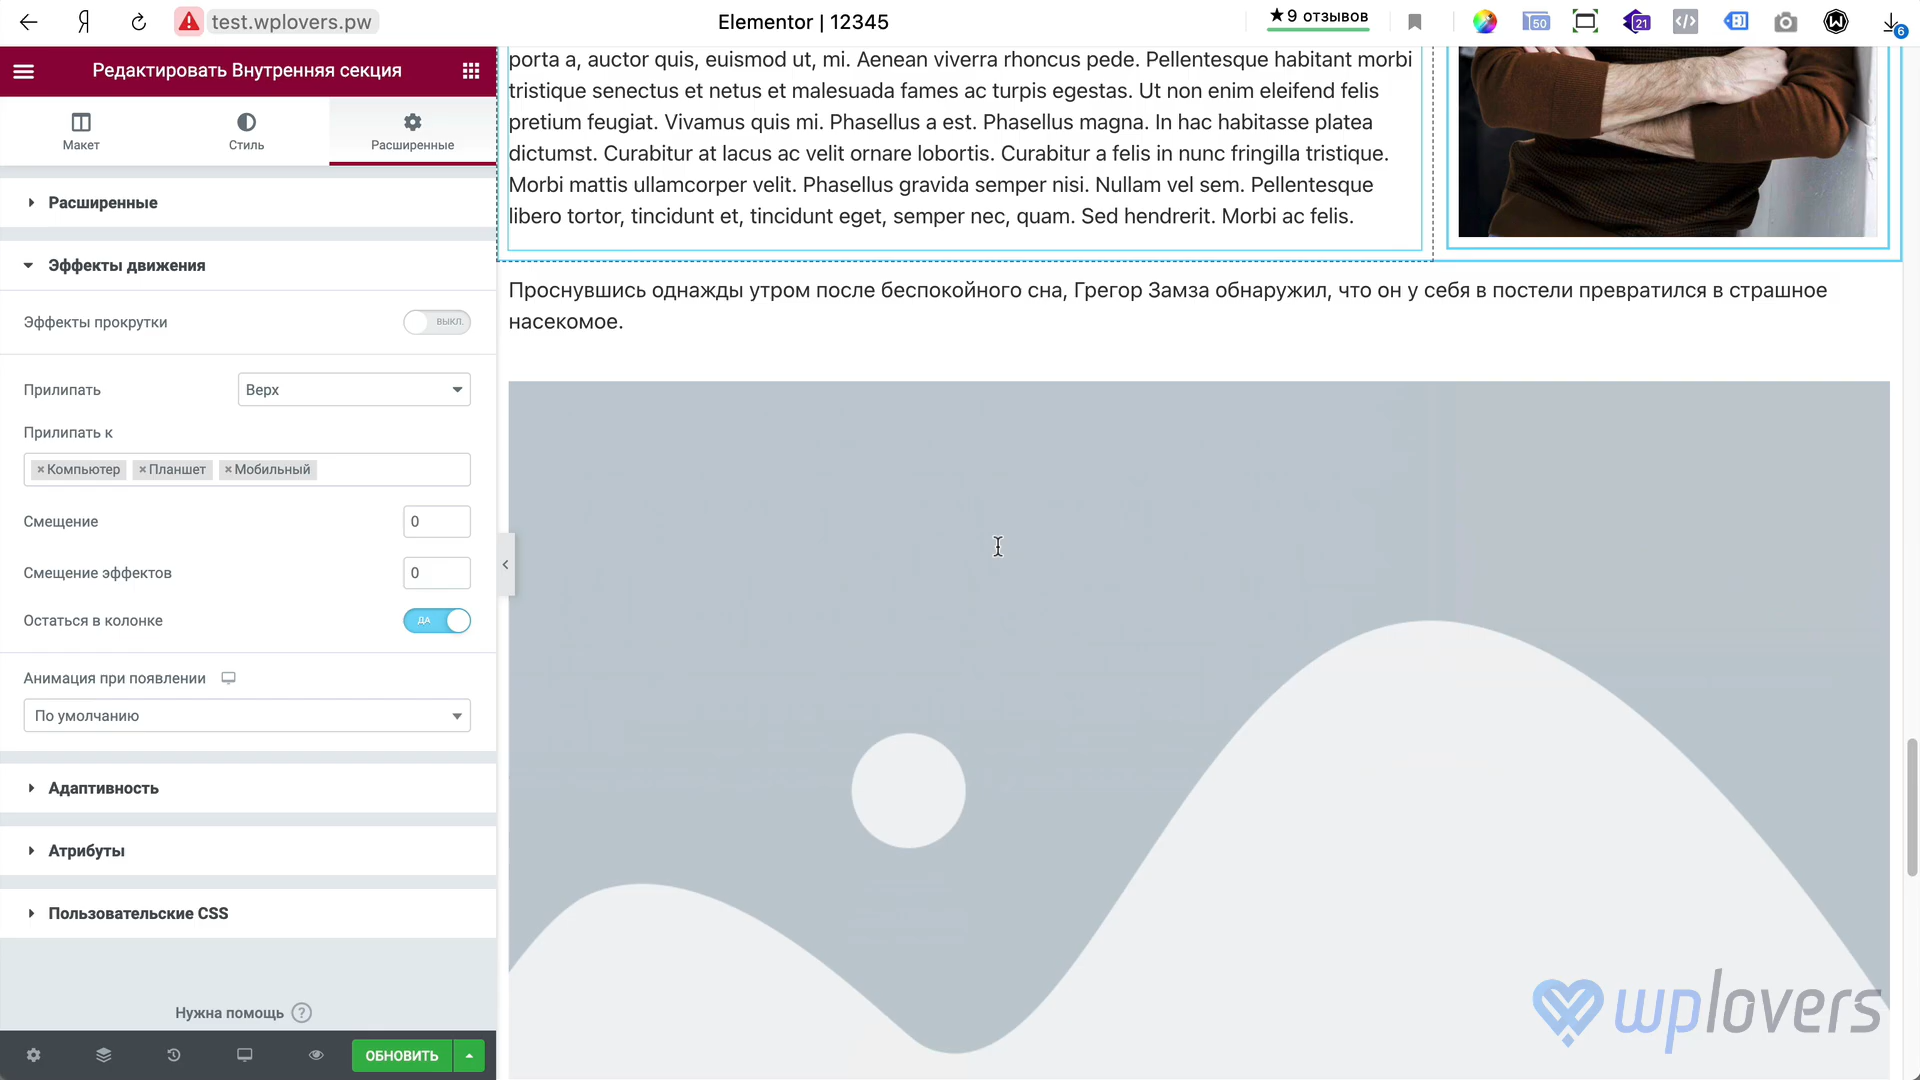 Я
test.wplovers.pw
Elementor | 12345
★9 отзывов
50
21
6
Редактировать Внутренняя секция
Макет
Стиль
Расширенные
Расширенные
Эффекты движения
Эффекты прокрутки
ВЫКЛ.
Прилипать
Верх
Прилипать к
×Компьютер ×Планшет ×Мобильный
Смещение
0
Смещение эффектов
0
Остаться в колонке
ДА
Анимация при появлении
По умолчанию
Адаптивность
Атрибуты
Пользовательские CSS
Нужна помощь ?
ОБНОВИТЬ
porta a, auctor quis, euismod ut, mi. Aenean viverra rhoncus pede. Pellentesque habitant morbi
tristique senectus et netus et malesuada fames ac turpis egestas. Ut non enim eleifend felis
pretium feugiat. Vivamus quis mi. Phasellus a est. Phasellus magna. In hac habitasse platea
dictumst. Curabitur at lacus ac velit ornare lobortis. Curabitur a felis in nunc fringilla tristique.
Morbi mattis ullamcorper velit. Phasellus gravida semper nisi. Nullam vel sem. Pellentesque
libero tortor, tincidunt et, tincidunt eget, semper nec, quam. Sed hendrerit. Morbi ac felis.
Проснувшись однажды утром после беспокойного сна, Грегор Замза обнаружил, что он у себя в постели превратился в страшное
насекомое.
wplovers